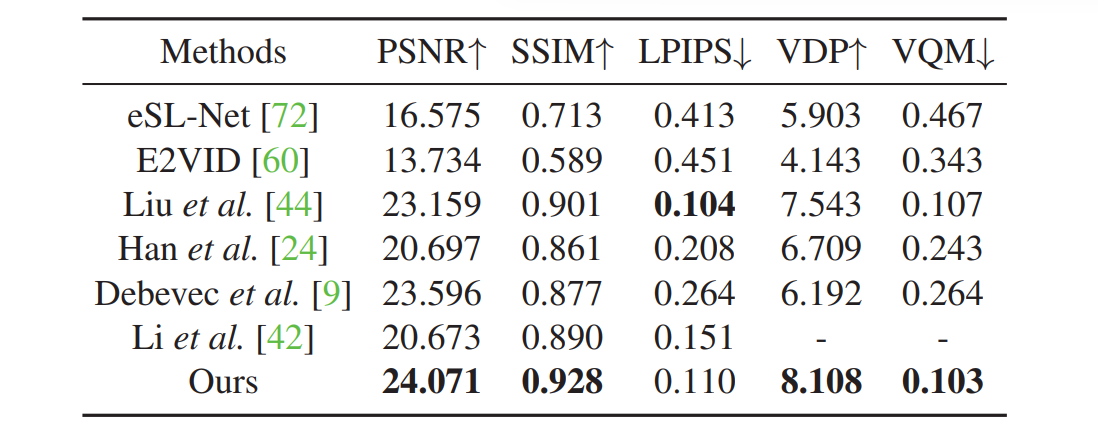 Methods PSNR↑ SSIM↑ LPIPS↓ VDP↑ VQM↓
eSL-Net [72] 16.575 0.713 0.413 5.903 0.467
E2VID [60] 13.734 0.589 0.451 4.143 0.343
Liu et al. [44] 23.159 0.901 0.104 7.543 0.107
Han et al. [24] 20.697 0.861 0.208 6.709 0.243
Debevec et al. [9] 23.596 0.877 0.264 6.192 0.264
Li et al. [42] 20.673 0.890 0.151 - -
Ours 24.071 0.928 0.110 8.108 0.103